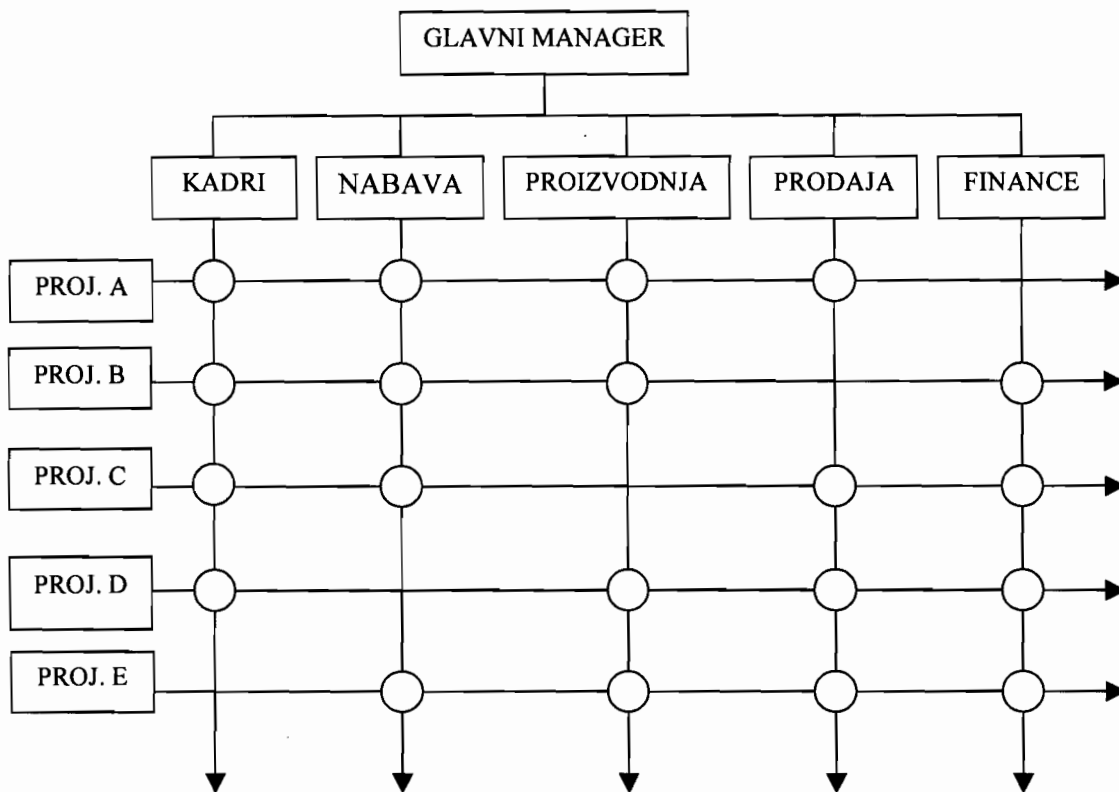 GLAVNI MANAGER
KADRI
NABAVA
PROIZVODNJA
PRODAJA
FINANCE
PROJ. A
PROJ. B
PROJ. C
PROJ. D
PROJ. E